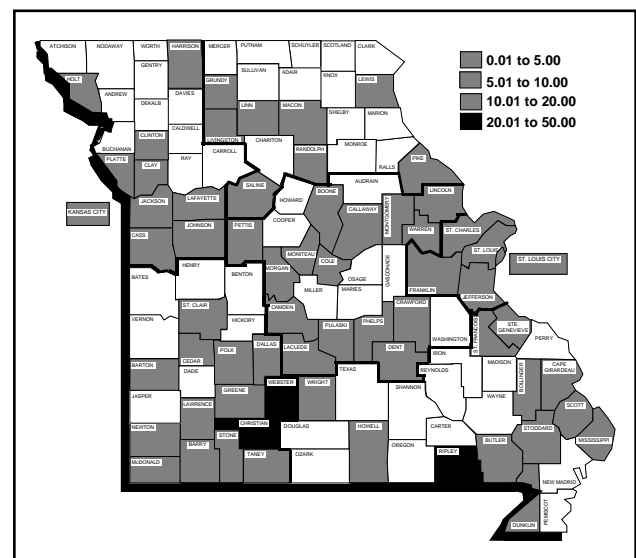 ATCHISON NODAWAY WORTH HARRISON MERCER PUTNAM SCHUYLER SCOTLAND CLARK
GENTRY SULLIVAN ADAIR KNOX
HOLT GRUNDY LEWIS
ANDREW DEKALB DAVIES LINN MACON SHELBY MARION
CLINTON CALDWELL LIVINGSTON CHARITION RANDOLPH MONROE RALLS
BUCHANAN PLATTE CLAY RAY CARROLL PIKE
AUDRAIN
KANSAS CITY JACKSON LAFAYETTE SALINE HOWARD BOONE CALLAWAY MONTGOMERY LINCOLN
CASS JOHNSON PETTIS COOPER WARREN ST. CHARLES
MONITEAU COLE OSAGE GASCONADE ST. LOUIS ST. LOUIS CITY
BATES HENRY BENTON MORGAN MILLER MARIES FRANKLIN JEFFERSON
ST. CLAIR CAMDEN CRAWFORD
VERNON HICKORY PULASKI PHELPS WASHINGTON ST. FRANCOIS STE. GENEVIEVE PERRY
CEDAR POLK DALLAS LACLEDE DENT IRON
BARTON DADE TEXAS REYNOLDS MADISON BOLLINGER CAPE GIRARDEAU
GREENE WEBSTER WRIGHT SHANNON
JASPER LAWRENCE WAYNE SCOTT
NEWTON CHRISTIAN DOUGLAS HOWELL CARTER STODDARD MISSISSIPPI
STONE BUTLER
BARRY TANEY OZARK OREGON RIPLEY
McDONALD NEW MADRID
DUNKLIN PEMISCOT
0.01 to 5.00
5.01 to 10.00
10.01 to 20.00
20.01 to 50.00